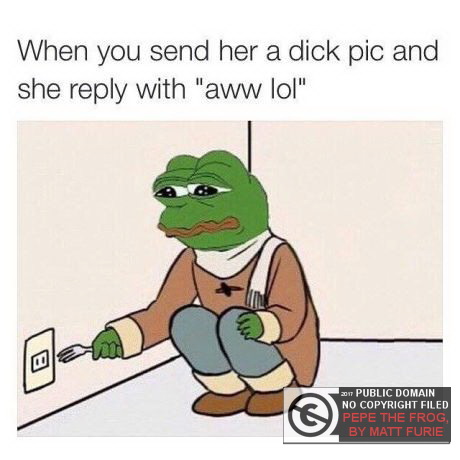 When you send her a dick pic and
she reply with "aww lol"
2017 PUBLIC DOMAIN
NO COPYRIGHT FILED
PEPE THE FROG,
BY MATT FURIE